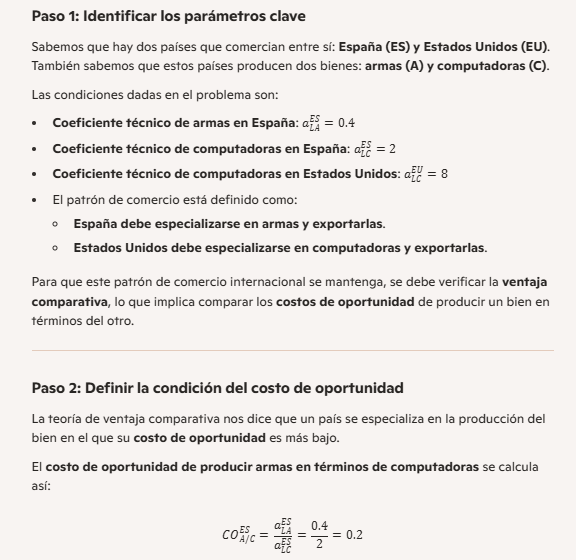 Paso 1: Identificar los parámetros clave
Sabemos que hay dos países que comercian entre sí: España (ES) y Estados Unidos (EU).
También sabemos que estos países producen dos bienes: armas (A) y computadoras (C).
Las condiciones dadas en el problema son:
• Coeficiente técnico de armas en España: a_{LA}^{ES} = 0.4
• Coeficiente técnico de computadoras en España: a_{LC}^{ES} = 2
• Coeficiente técnico de computadoras en Estados Unidos: a_{LC}^{EU} = 8
• El patrón de comercio está definido como:
○ España debe especializarse en armas y exportarlas.
○ Estados Unidos debe especializarse en computadoras y exportarlas.
Para que este patrón de comercio internacional se mantenga, se debe verificar la ventaja
comparativa, lo que implica comparar los costos de oportunidad de producir un bien en
términos del otro.
Paso 2: Definir la condición del costo de oportunidad
La teoría de ventaja comparativa nos dice que un país se especializa en la producción del
bien en el que su costo de oportunidad es más bajo.
El costo de oportunidad de producir armas en términos de computadoras se calcula
así:
CO_{A/C}^{ES} = \frac{a_{LA}^{ES}}{a_{LC}^{ES}} = \frac{0.4}{2} = 0.2